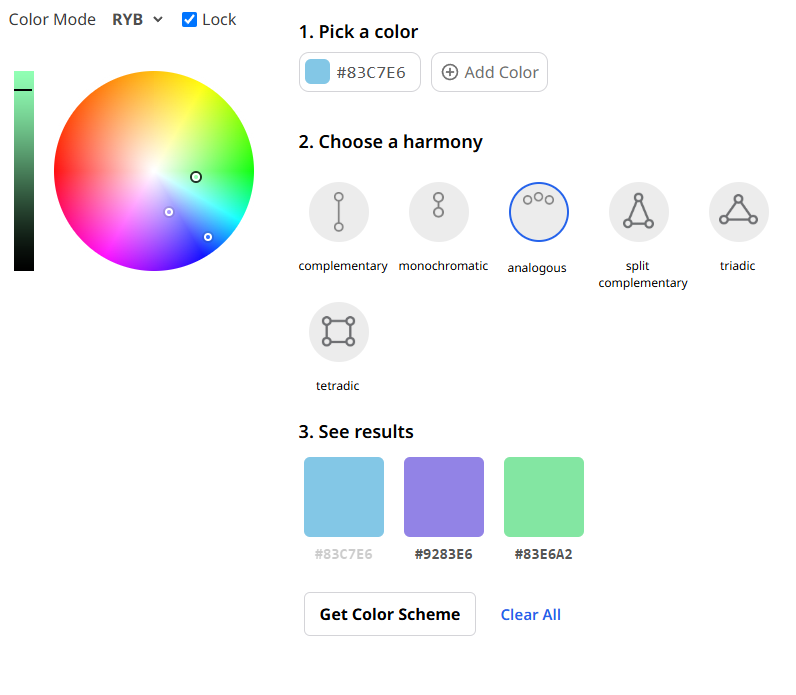 Color Mode RYB Lock
1. Pick a color
#83C7E6 Add Color
2. Choose a harmony
complementary monochromatic analogous split complementary triadic
tetradic
3. See results
#83C7E6 #9283E6 #83E6A2
Get Color Scheme Clear All